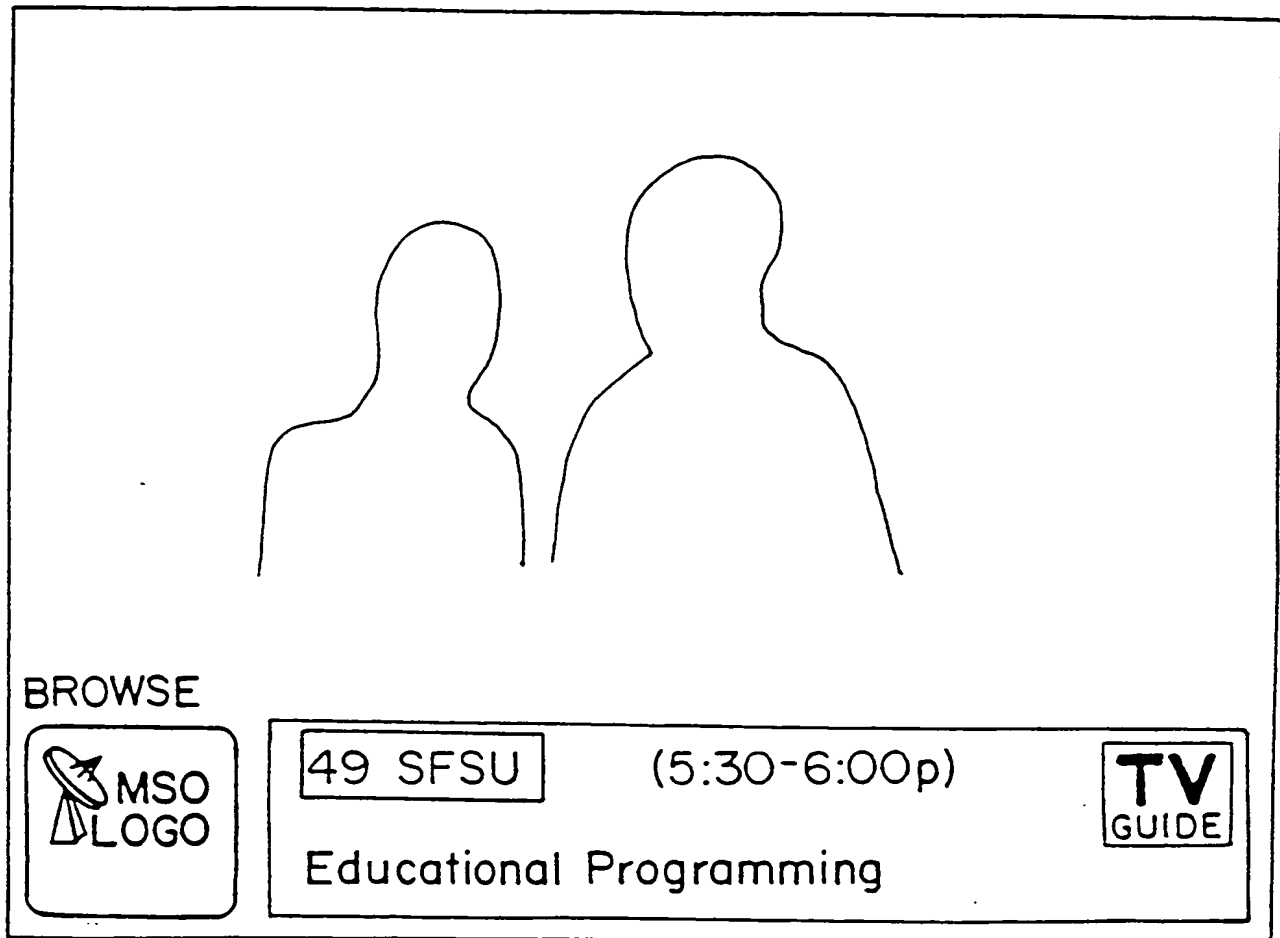 BROWSE
MSO
LOGO
49 SFSU (5:30-6:00p)
Educational Programming
TV
GUIDE